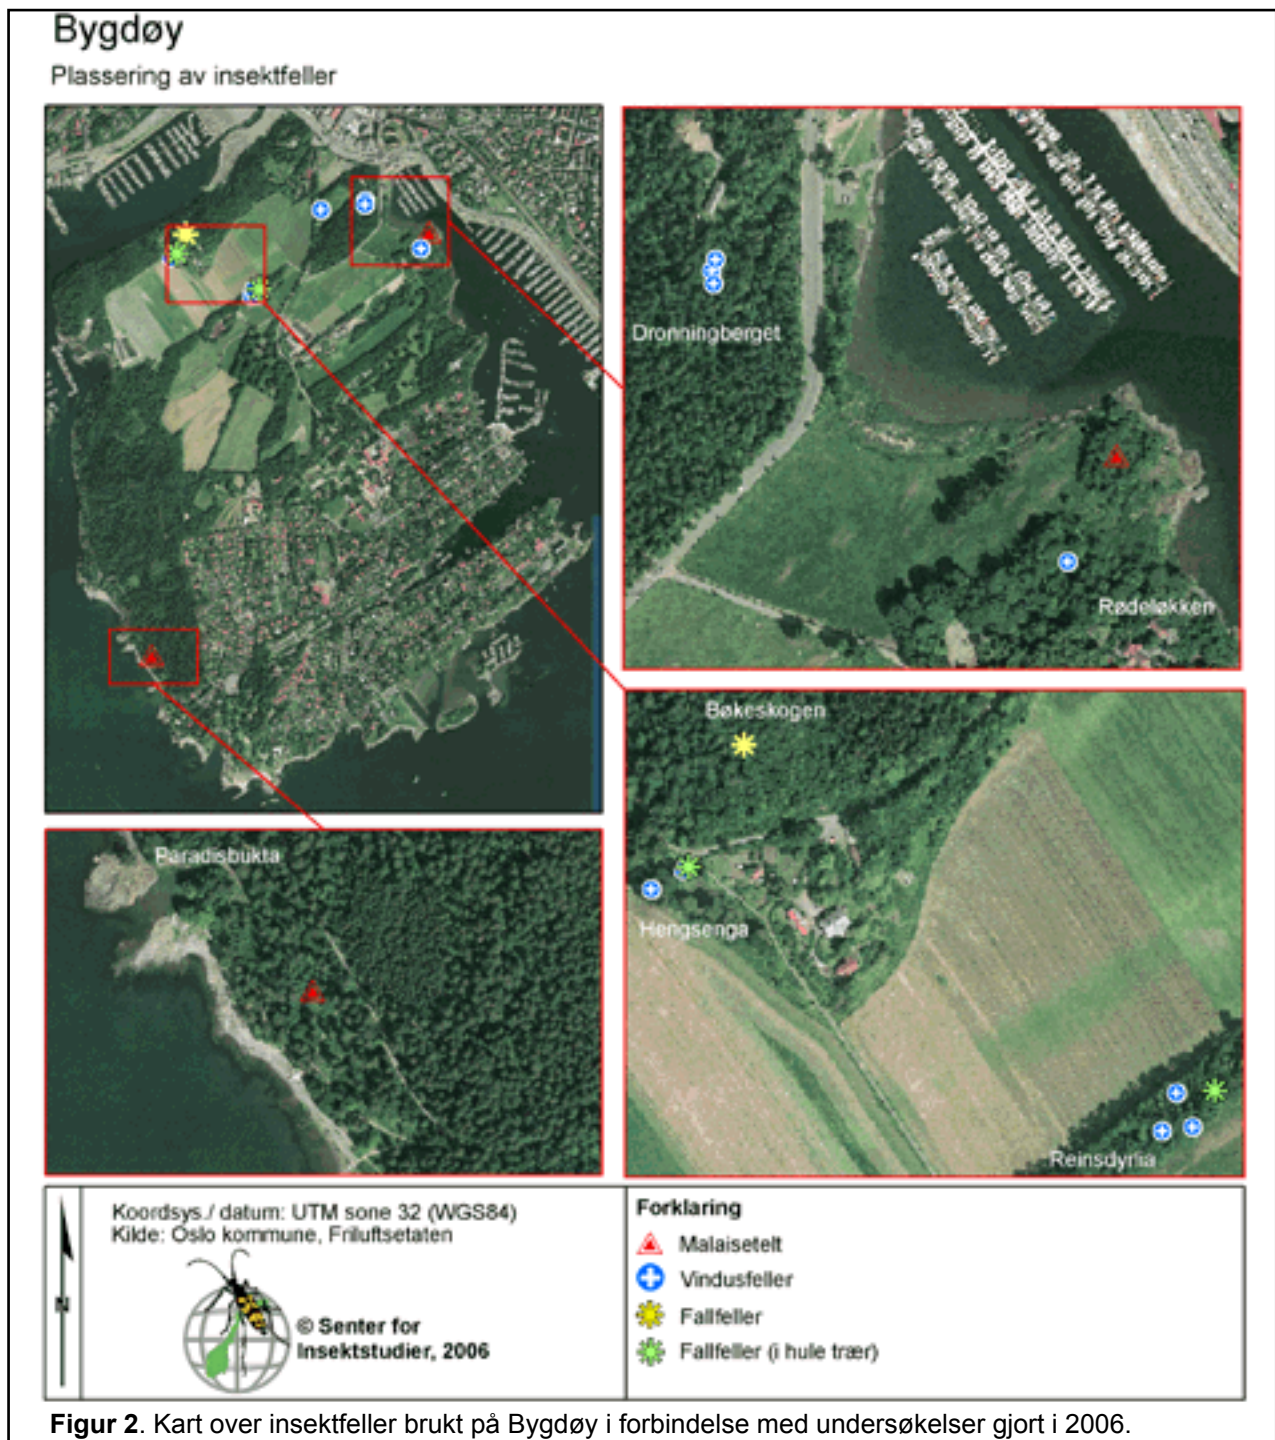 Bygdøy
Plassering av insektfeller
Dronningberget
Rødeløkken
Bøkeskogen
Hengsenga
Reinsdyrlia
Paradisbukta
N
Koordsys./ datum: UTM sone 32 (WGS84)
Kilde: Oslo kommune, Friluftsetaten
© Senter for
Insektstudier, 2006
Forklaring
Malaisetelt
Vindusfeller
Fallfeller
Fallfeller (i hule trær)
Figur 2. Kart over insektfeller brukt på Bygdøy i forbindelse med undersøkelser gjort i 2006.